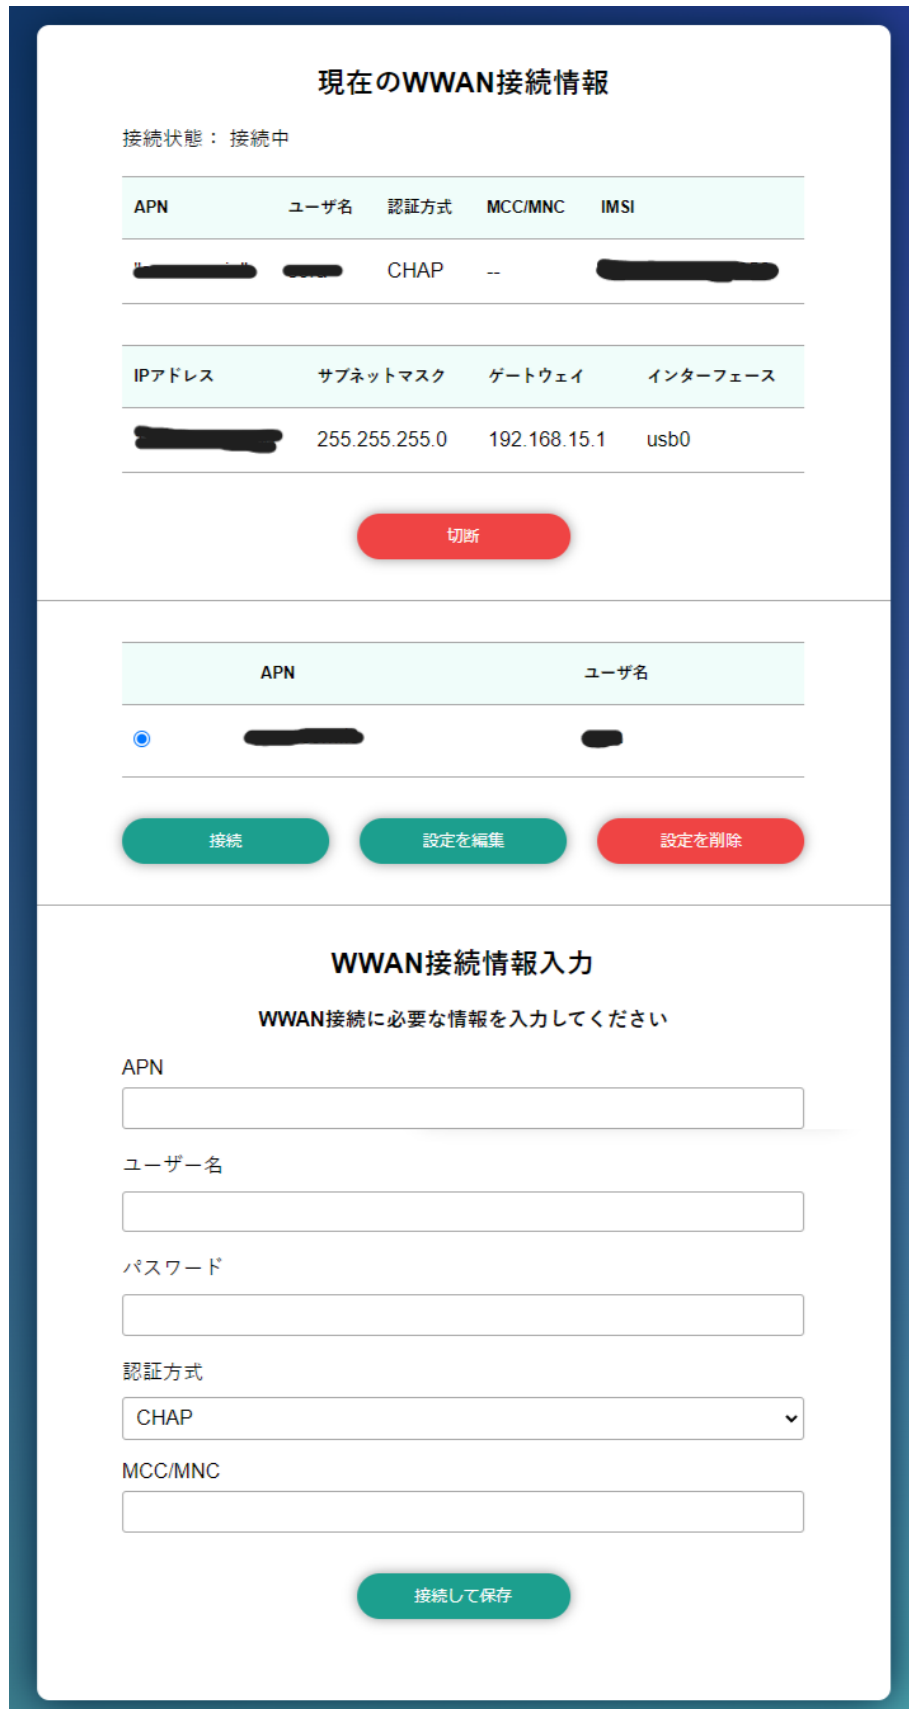 現在のWWAN接続情報
接続状態： 接続中
APN ユーザ名 認証方式 MCC/MNC IMSI
CHAP --
IPアドレス サブネットマスク ゲートウェイ インターフェース
255.255.255.0 192.168.15.1 usb0
切断
APN ユーザ名
接続 設定を編集 設定を削除
WWAN接続情報入力
WWAN接続に必要な情報を入力してください
APN
ユーザー名
パスワード
認証方式
CHAP
MCC/MNC
接続して保存